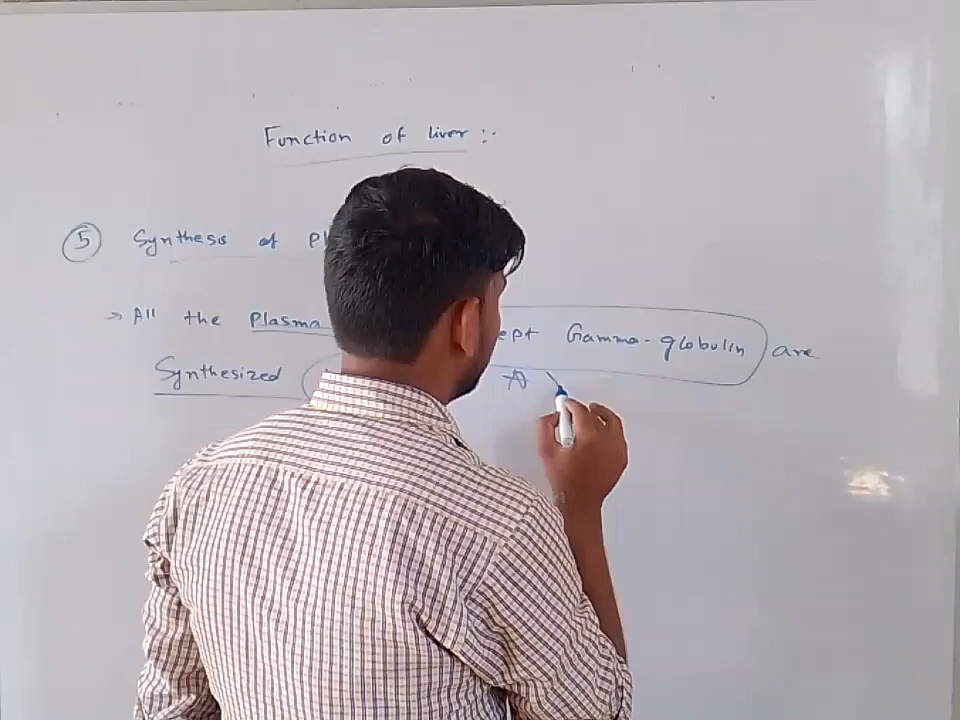 Function of liver :-
5 Synthesis of Pl
→ All the Plasma ept Gamma-globulin are
Synthesized